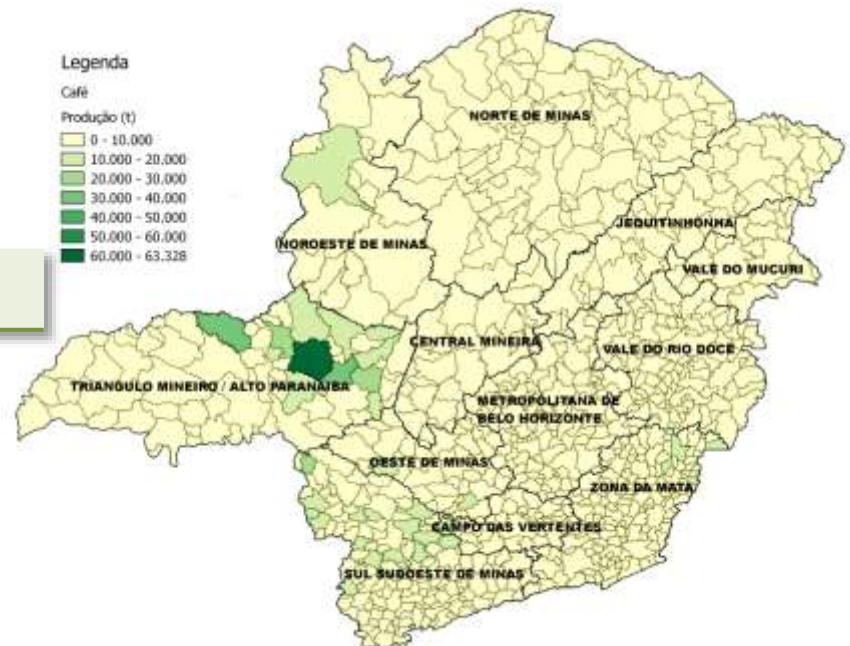 Legenda
Café
Produção (t)
0 - 10.000
10.000 - 20.000
20.000 - 30.000
30.000 - 40.000
40.000 - 50.000
50.000 - 60.000
60.000 - 63.328
NORTE DE MINAS
JEQUITINHONHA
NOROESTE DE MINAS
VALE DO MUCURI
CENTRAL MINEIRA
VALE DO RIO DOCE
TRIANGULO MINEIRO / ALTO PARANAIBA
METROPOLITANA DE
BELO HORIZONTE
OESTE DE MINAS
ZONA DA MATA
CAMPO DAS VERTENTES
SUL SUDOESTE DE MINAS